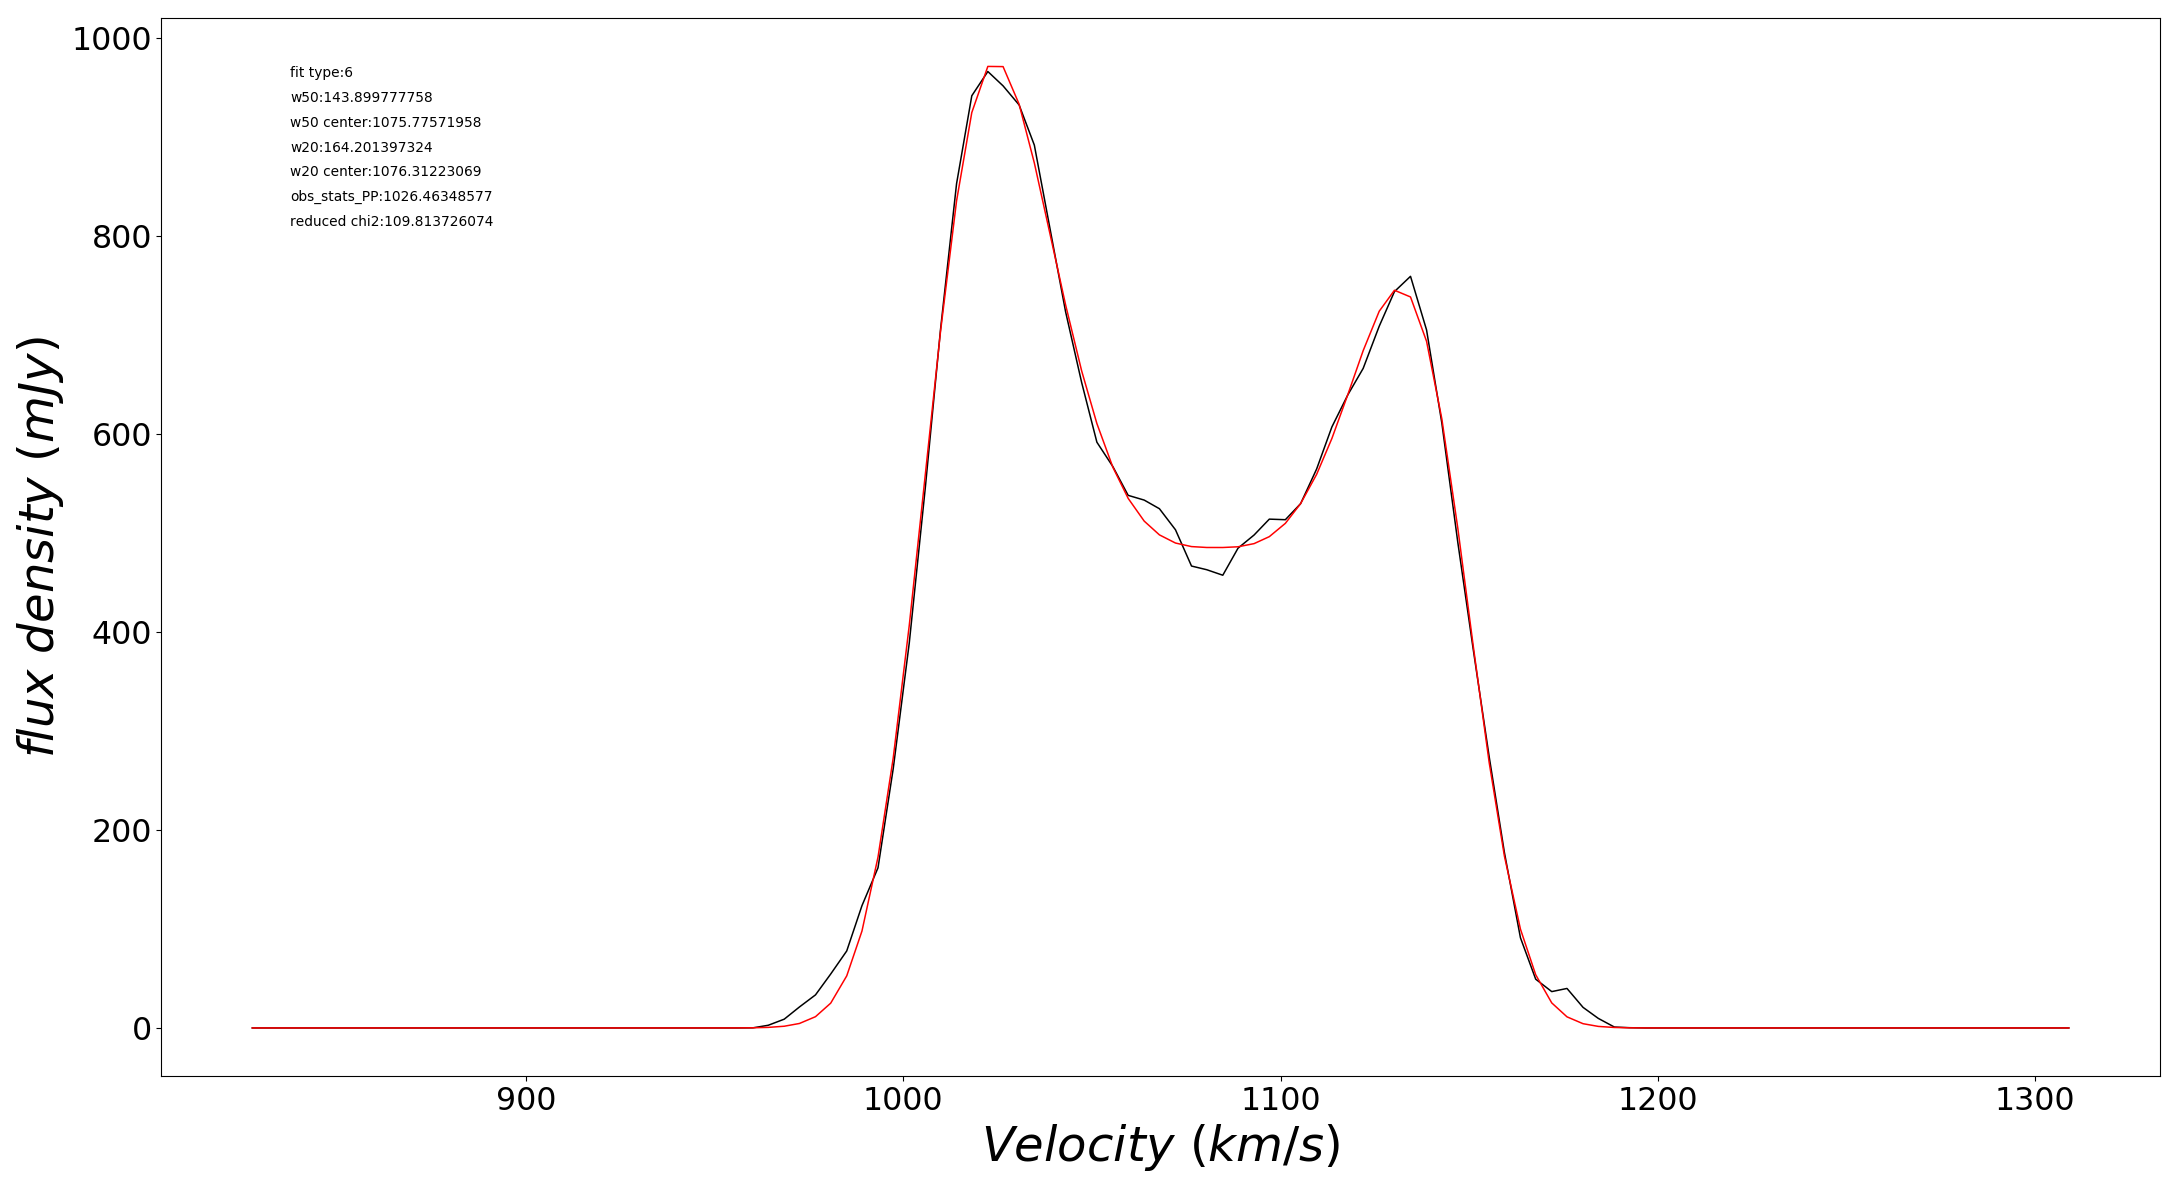 fit type:6
w50:143.899777758
w50 center:1075.77571958
w20:164.201397324
w20 center:1076.31223069
obs_stats_PP:1026.46348577
reduced chi2:109.813726074
1000
800
600
400
200
0
flux density (mJy)
900 1000 1100 1200 1300
Velocity (km/s)